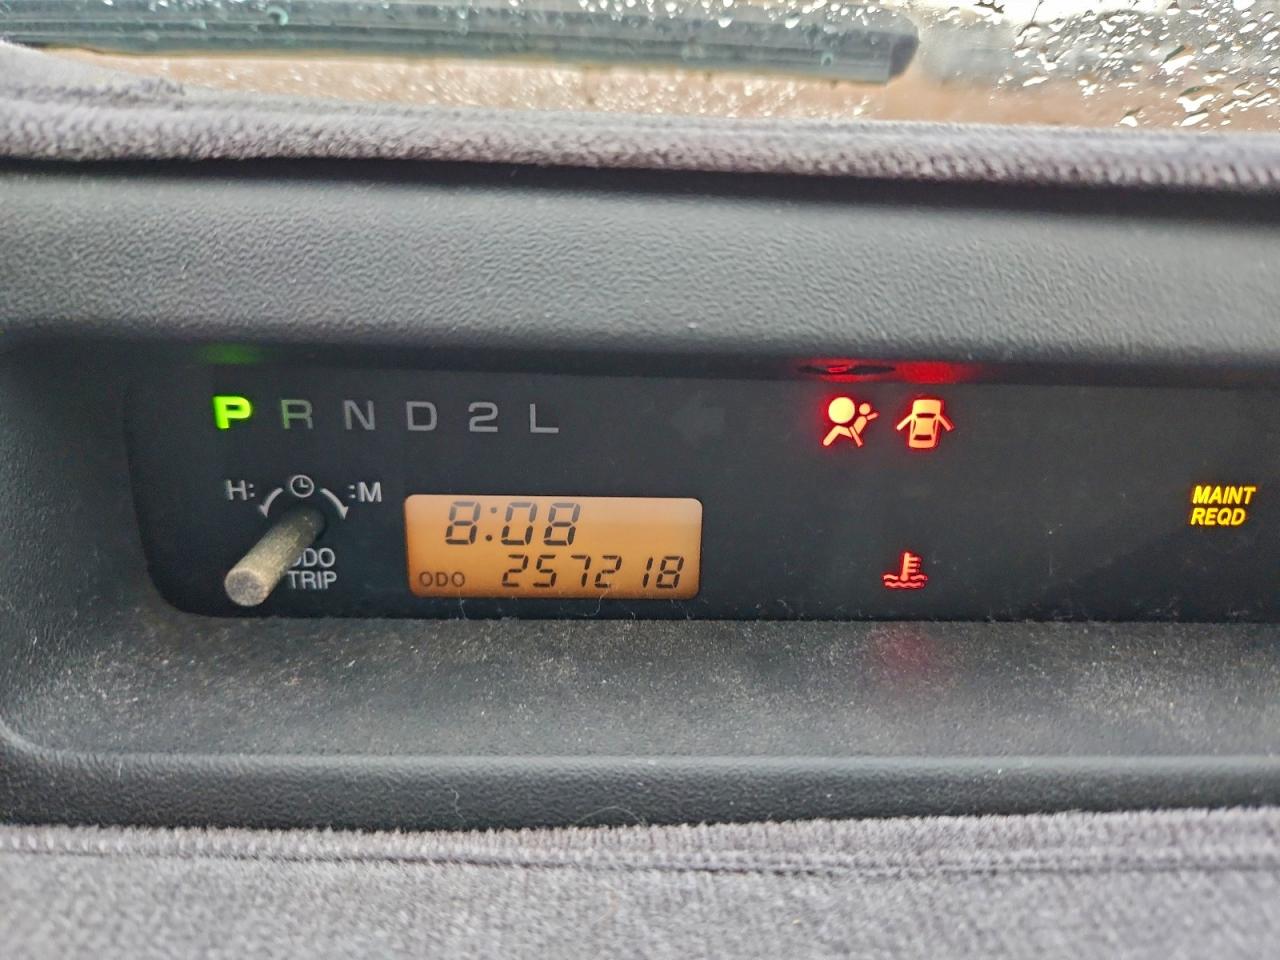 P R N D 2 L
H: :M
8:08
ODO 257218
ODO
TRIP
MAINT
REQD